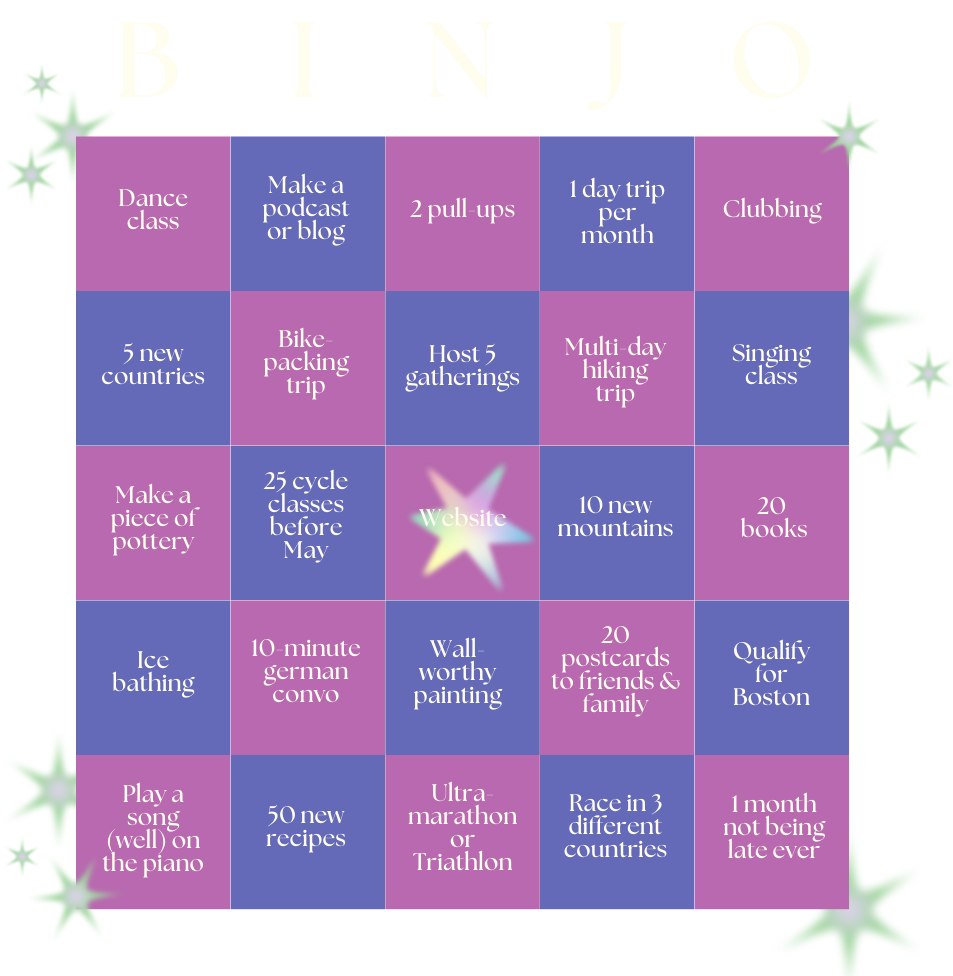 B I N J O
Dance
class
Make a
podcast
or blog
2 pull-ups
1 day trip
per
month
Clubbing
5 new
countries
Bike-
packing
trip
Host 5
gatherings
Multi-day
hiking
trip
Singing
class
Make a
piece of
pottery
25 cycle
classes
before
May
Website
10 new
mountains
20
books
Ice
bathing
10-minute
german
convo
Wall-
worthy
painting
20
postcards
to friends &
family
Qualify
for
Boston
Play a
song
(well) on
the piano
50 new
recipes
Ultra-
marathon
or
Triathlon
Race in 3
different
countries
1 month
not being
late ever